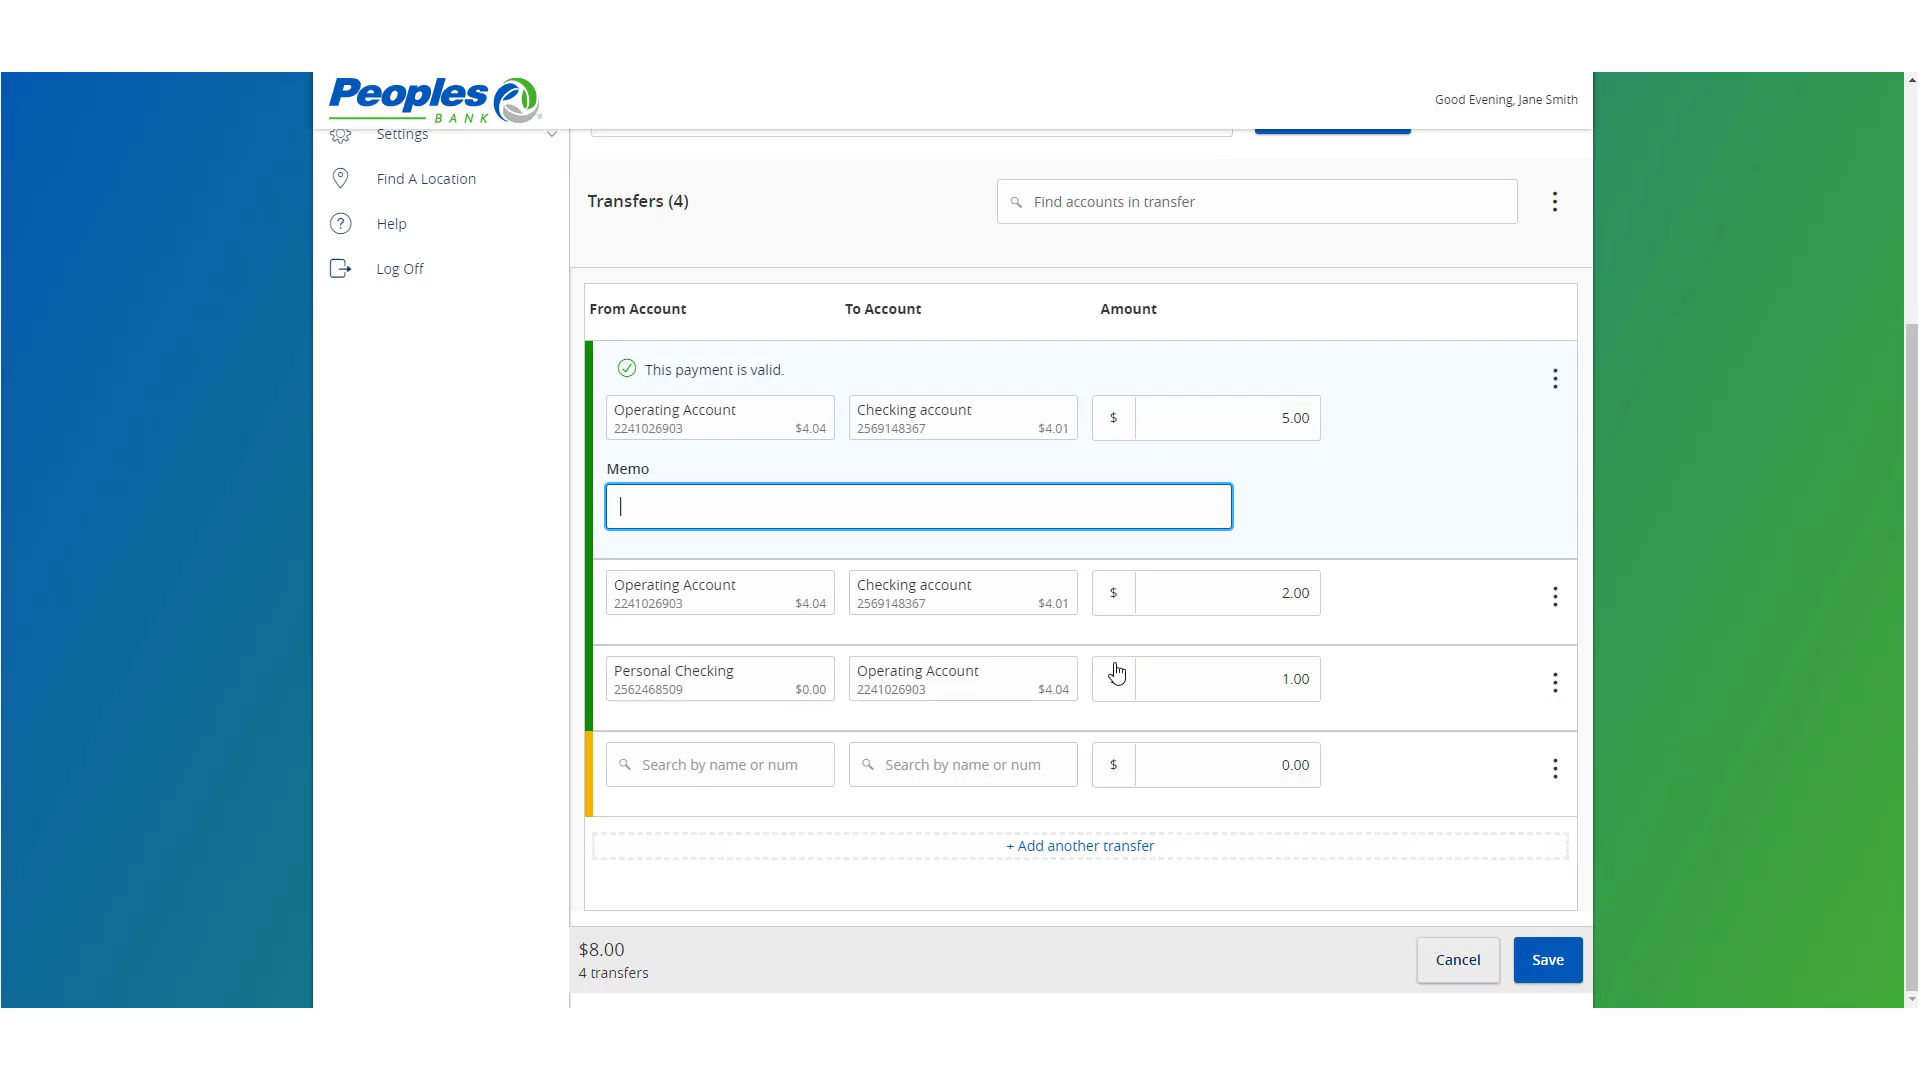 Peoples
BANK
Good Evening, Jane Smith
Settings
Find A Location
Help
Log Off
Transfers (4)
Find accounts in transfer
From Account To Account Amount
This payment is valid.
Operating Account
2241026903 $4.04
Checking account
2569148367 $4.01
$ 5.00
Memo
Operating Account
2241026903 $4.04
Checking account
2569148367 $4.01
$ 2.00
Personal Checking
2562468509 $0.00
Operating Account
2241026903 $4.04
1.00
Search by name or num
Search by name or num
$ 0.00
+ Add another transfer
$8.00
4 transfers
Cancel
Save